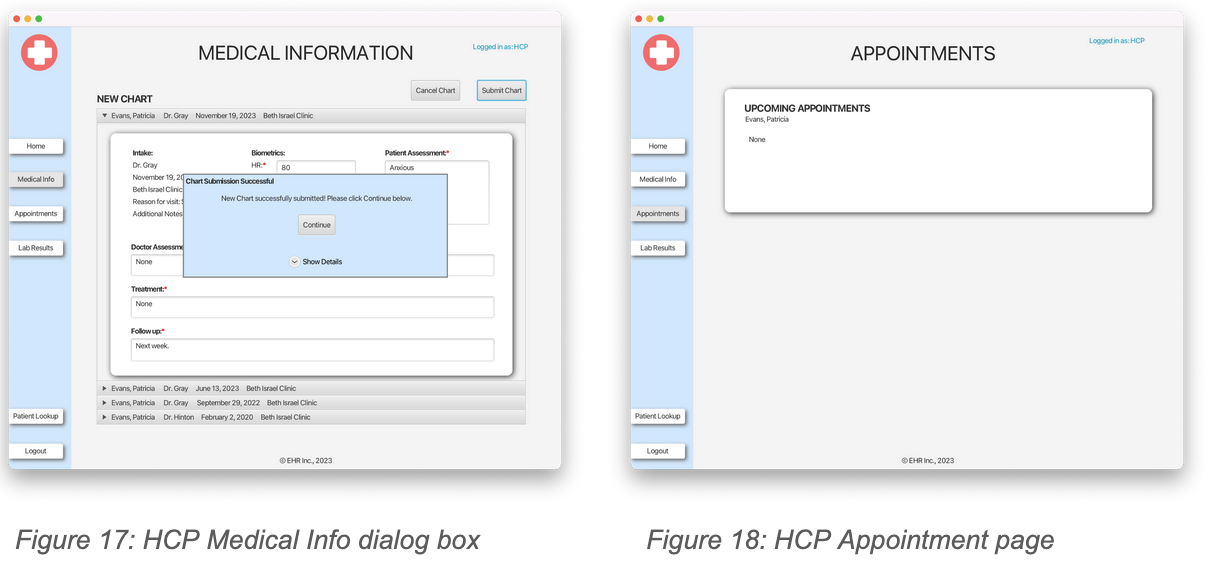 MEDICAL INFORMATION
Logged in as: HCP
Cancel Chart
Submit Chart
NEW CHART
Evans, Patricia Dr. Gray November 19, 2023 Beth Israel Clinic
Home
Medical Info
Appointments
Lab Results
Patient Lookup
Logout
Intake:
Dr. Gray
November 19, 20
Beth Israel Clinic
Reason for visit:
Additional Notes
Biometrics:
HR:* 80
Patient Assessment:*
Anxious
Chart Submission Successful
New Chart successfully submitted! Please click Continue below.
Continue
Show Details
Doctor Assessme
None
Treatment:*
None
Follow up:*
Next week.
Evans, Patricia Dr. Gray June 13, 2023 Beth Israel Clinic
Evans, Patricia Dr. Gray September 29, 2022 Beth Israel Clinic
Evans, Patricia Dr. Hinton February 2, 2020 Beth Israel Clinic
© EHR Inc., 2023
Figure 17: HCP Medical Info dialog box
APPOINTMENTS
Logged in as: HCP
UPCOMING APPOINTMENTS
Evans, Patricia
None
Home
Medical Info
Appointments
Lab Results
Patient Lookup
Logout
© EHR Inc., 2023
Figure 18: HCP Appointment page